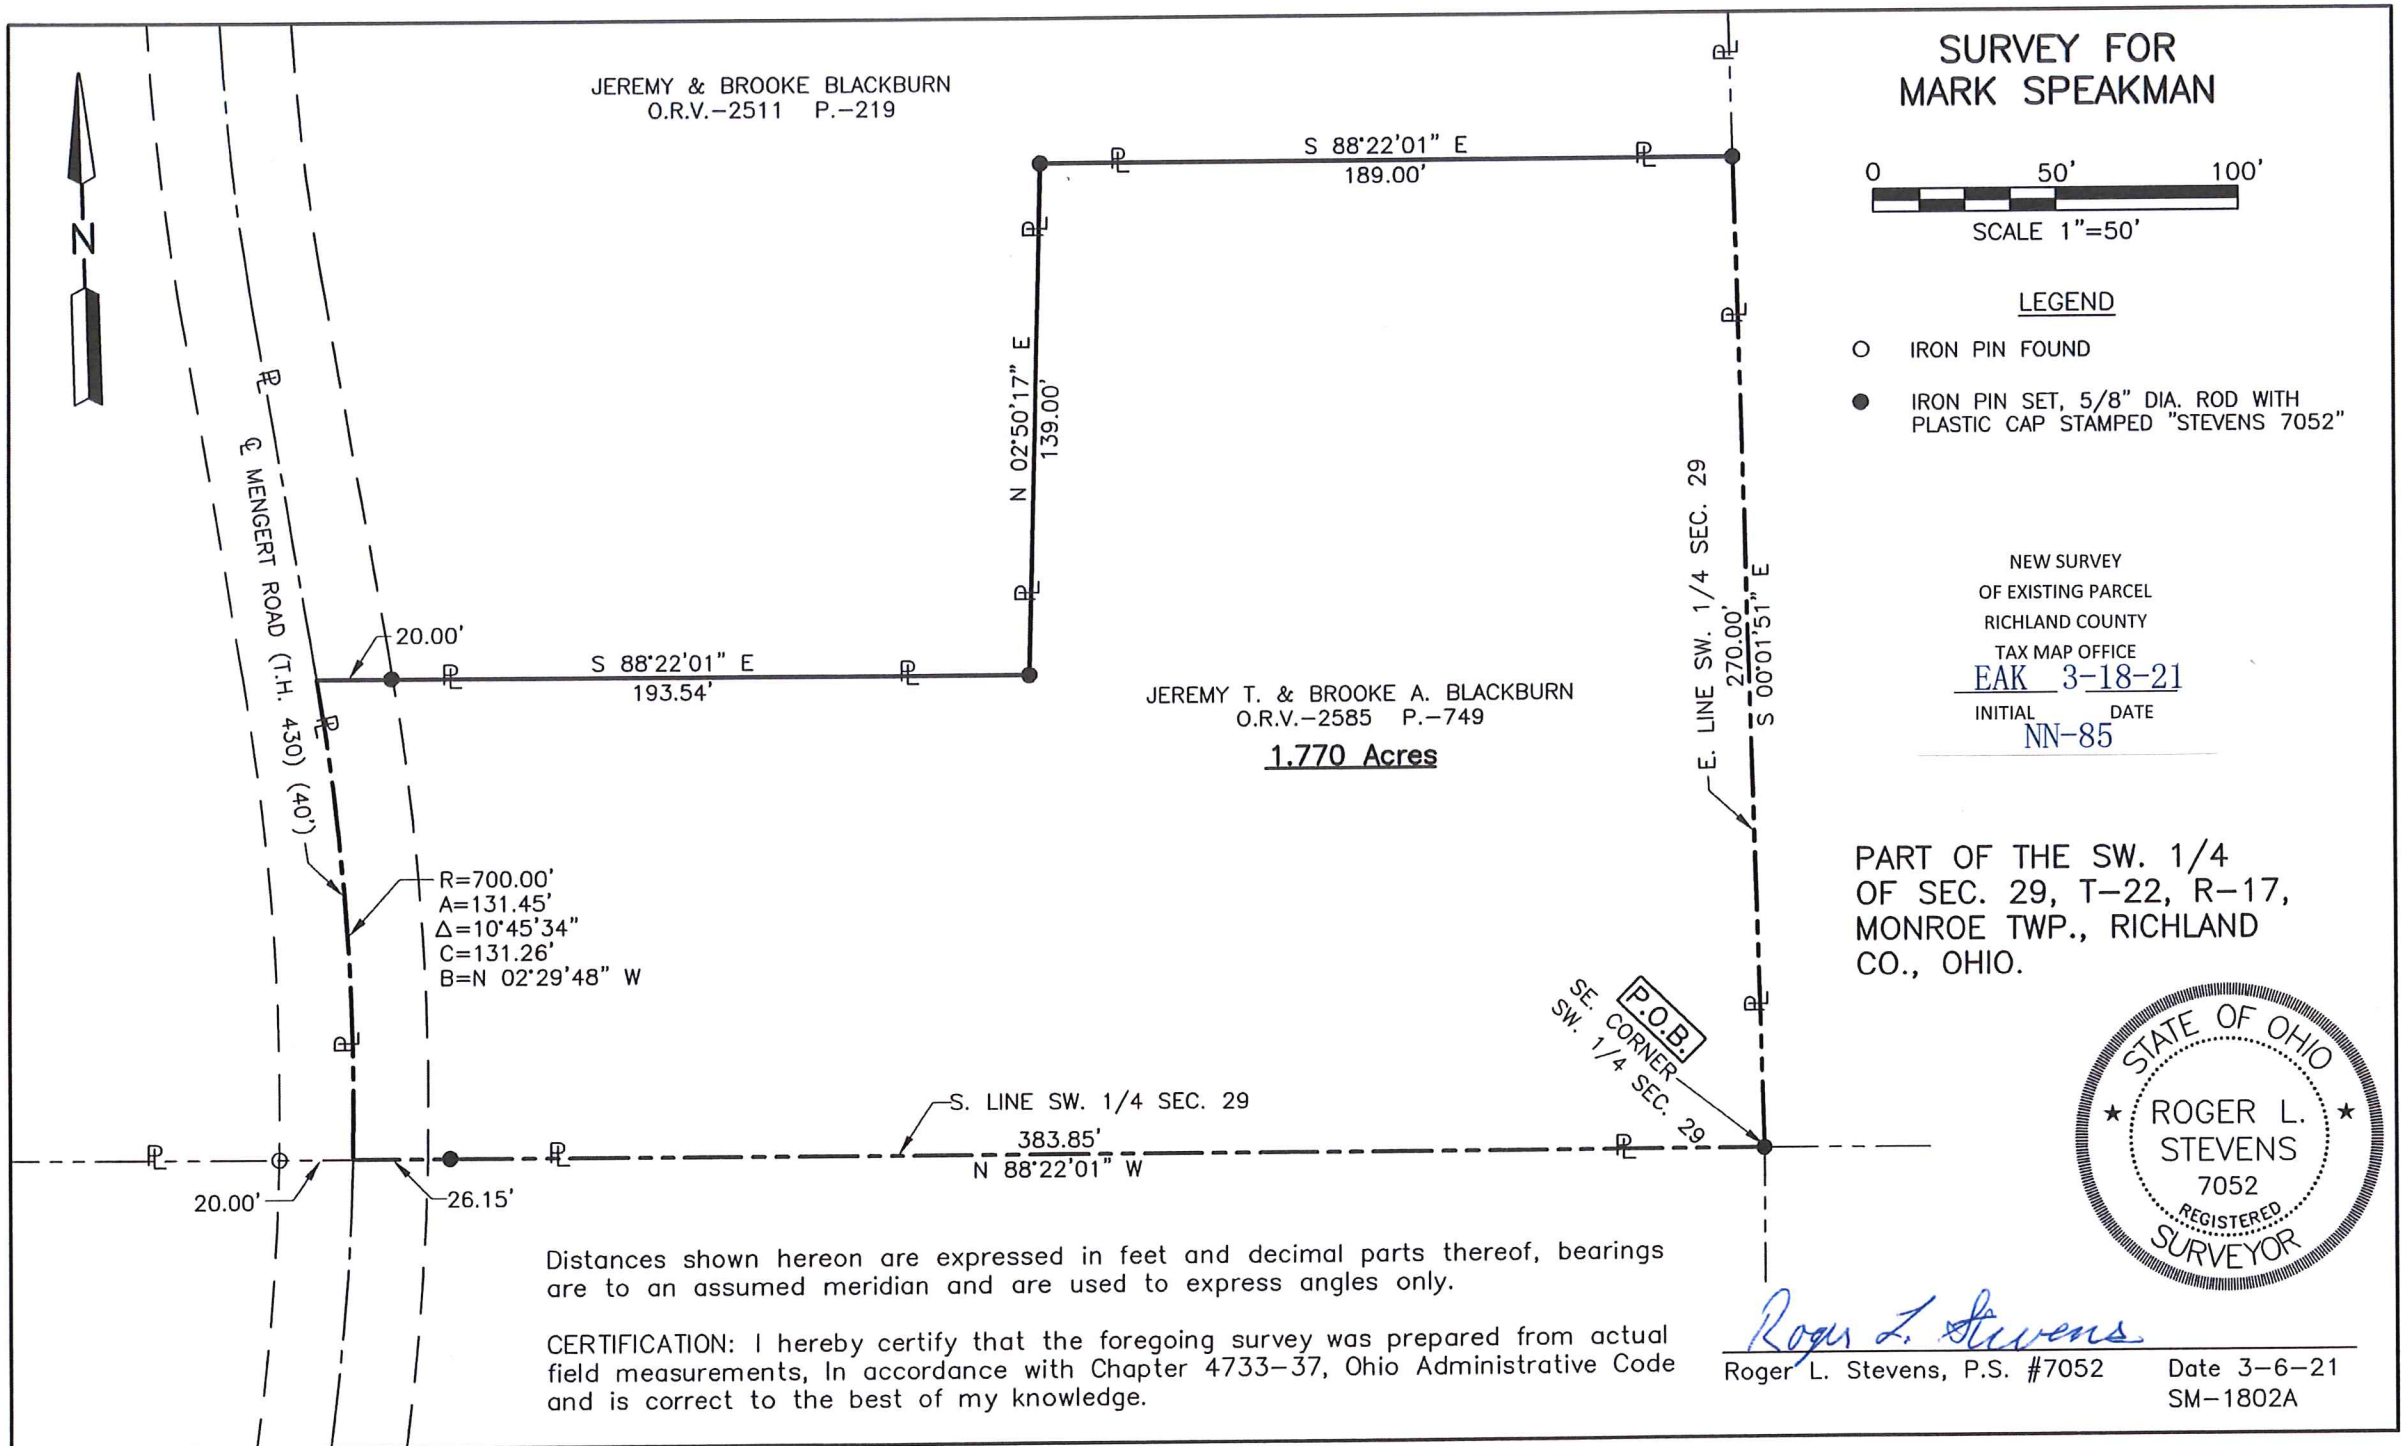 SURVEY FOR
MARK SPEAKMAN
0 50' 100'
SCALE 1"=50'
LEGEND
IRON PIN FOUND
IRON PIN SET, 5/8" DIA. ROD WITH
PLASTIC CAP STAMPED "STEVENS 7052"
NEW SURVEY
OF EXISTING PARCEL
RICHLAND COUNTY
TAX MAP OFFICE
EAK 3-18-21
INITIAL DATE
NN-85
PART OF THE SW. 1/4
OF SEC. 29, T-22, R-17,
MONROE TWP., RICHLAND
CO., OHIO.
STATE OF OHIO
★ ROGER L. ★
STEVENS
7052
REGISTERED
SURVEYOR
Roger L. Stevens
Roger L. Stevens, P.S. #7052 Date 3-6-21
SM-1802A
N
JEREMY & BROOKE BLACKBURN
O.R.V.-2511 P.-219
S 88°22'01" E
189.00'
N 02°50'17" E
139.00'
℄ MENGERT ROAD (T.H. 430) (40')
20.00'
S 88°22'01" E
193.54'
JEREMY T. & BROOKE A. BLACKBURN
O.R.V.-2585 P.-749
1.770 Acres
E. LINE SW. 1/4 SEC. 29
270.00'
S 00°01'51" E
R=700.00'
A=131.45'
Δ=10°45'34"
C=131.26'
B=N 02°29'48" W
P.O.B.
SE. CORNER
SW. 1/4 SEC. 29
S. LINE SW. 1/4 SEC. 29
383.85'
N 88°22'01" W
20.00'
26.15'
Distances shown hereon are expressed in feet and decimal parts thereof, bearings
are to an assumed meridian and are used to express angles only.
CERTIFICATION: I hereby certify that the foregoing survey was prepared from actual
field measurements, In accordance with Chapter 4733-37, Ohio Administrative Code
and is correct to the best of my knowledge.